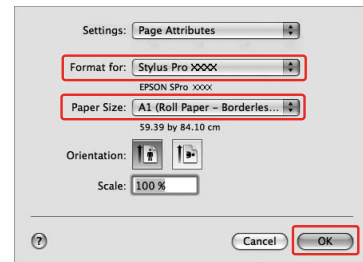 Settings: Page Attributes
Format for: Stylus Pro XXXX
EPSON SPro XXXX
Paper Size: A1 (Roll Paper - Borderles...
59.39 by 84.10 cm
Orientation:
Scale: 100 %
? Cancel OK